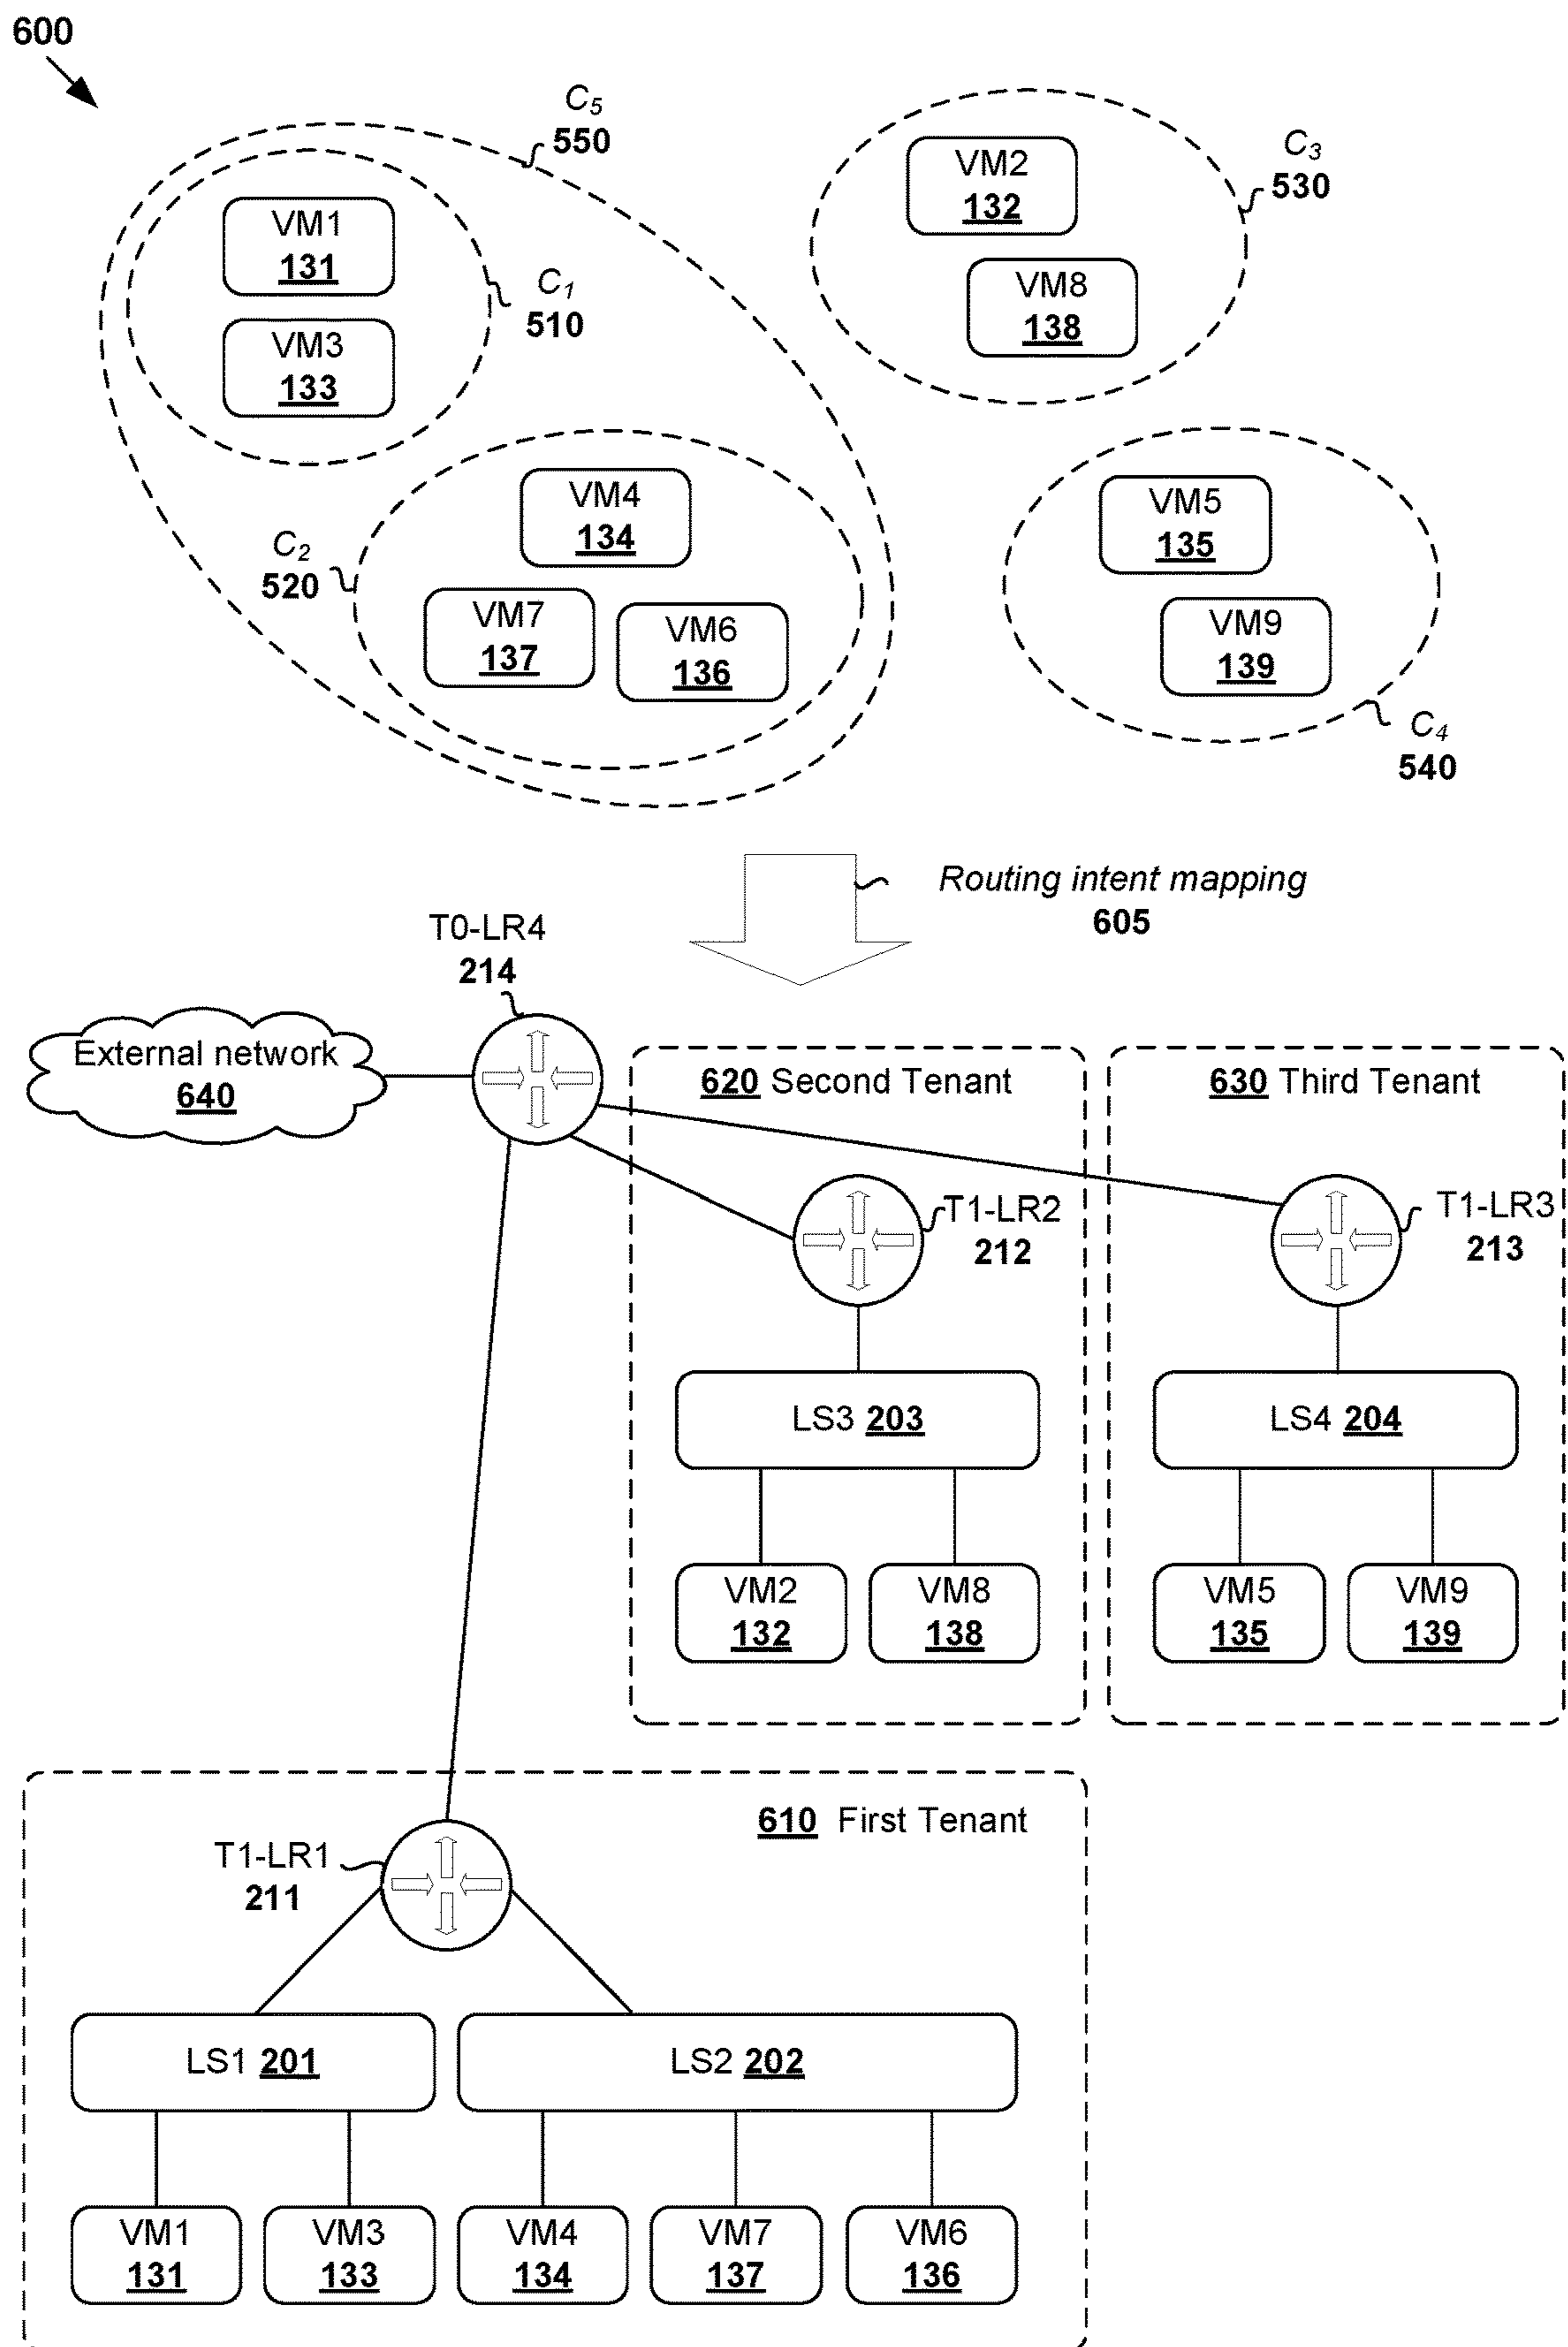 600
C5
550
VM1
131
VM3
133
C1
510
VM2
132
VM8
138
C3
530
C2
520
VM4
134
VM7
137
VM6
136
VM5
135
VM9
139
C4
540
Routing intent mapping
605
T0-LR4
214
External network
640
620 Second Tenant
T1-LR2
212
LS3 203
VM2
132
VM8
138
630 Third Tenant
T1-LR3
213
LS4 204
VM5
135
VM9
139
610 First Tenant
T1-LR1
211
LS1 201
LS2 202
VM1
131
VM3
133
VM4
134
VM7
137
VM6
136